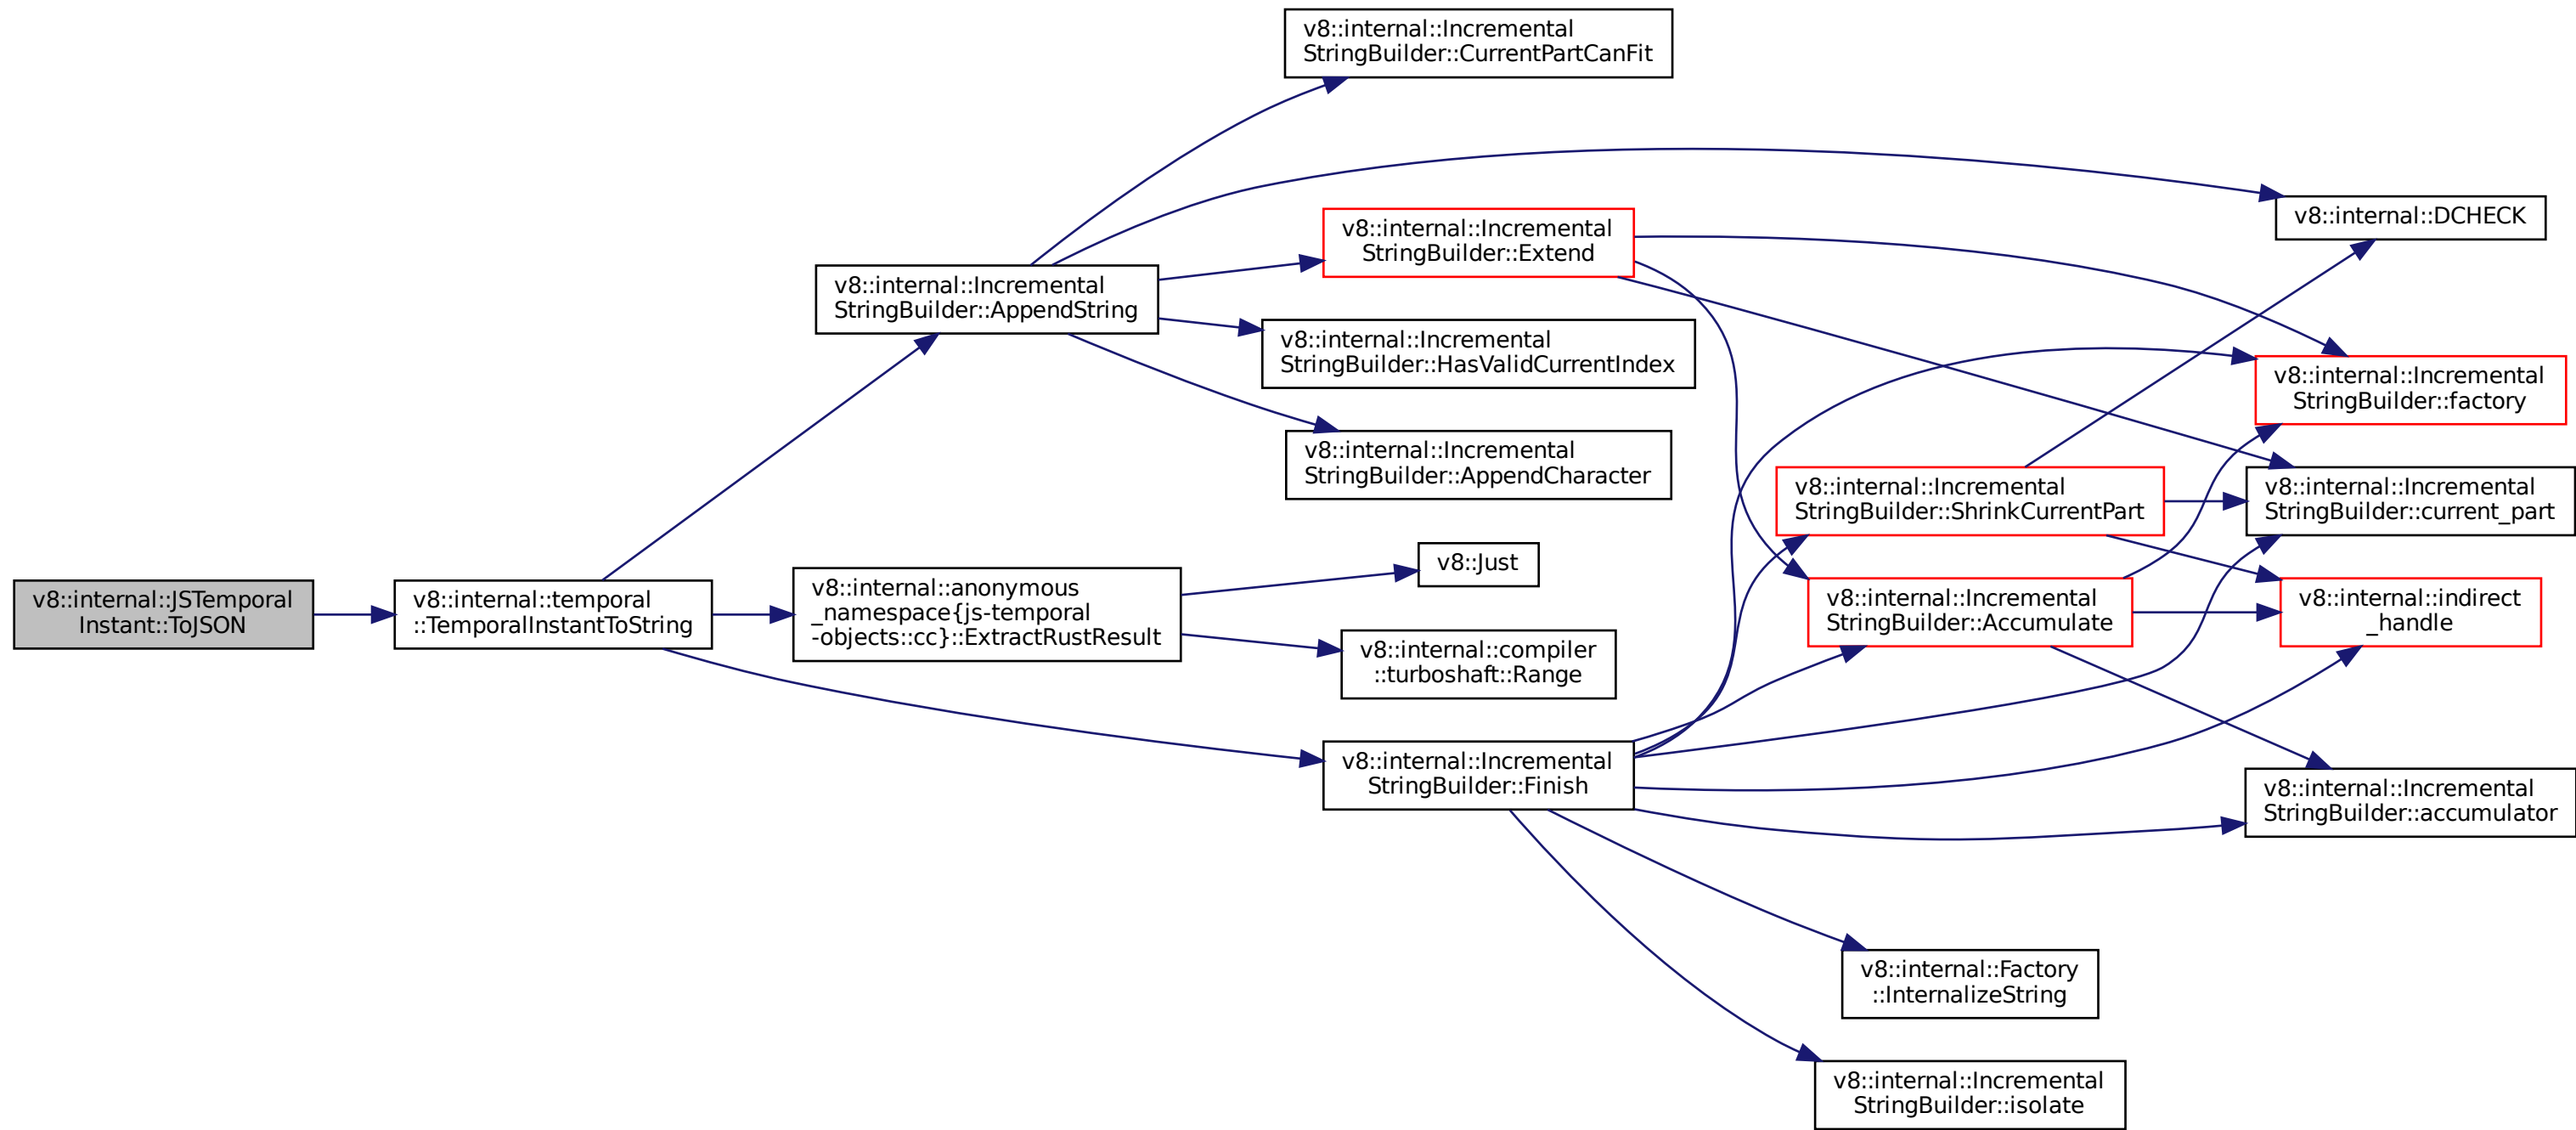 v8::internal::Incremental
StringBuilder::CurrentPartCanFit
v8::internal::DCHECK
v8::internal::Incremental
StringBuilder::Extend
v8::internal::Incremental
StringBuilder::AppendString
v8::internal::Incremental
StringBuilder::HasValidCurrentIndex
v8::internal::Incremental
StringBuilder::factory
v8::internal::Incremental
StringBuilder::AppendCharacter
v8::internal::Incremental
StringBuilder::ShrinkCurrentPart
v8::internal::Incremental
StringBuilder::current_part
v8::Just
v8::internal::JSTemporal
Instant::ToJSON
v8::internal::temporal
::TemporalInstantToString
v8::internal::anonymous
_namespace{js-temporal
-objects::cc}::ExtractRustResult
v8::internal::Incremental
StringBuilder::Accumulate
v8::internal::indirect
_handle
v8::internal::compiler
::turboshaft::Range
v8::internal::Incremental
StringBuilder::Finish
v8::internal::Incremental
StringBuilder::accumulator
v8::internal::Factory
::InternalizeString
v8::internal::Incremental
StringBuilder::isolate